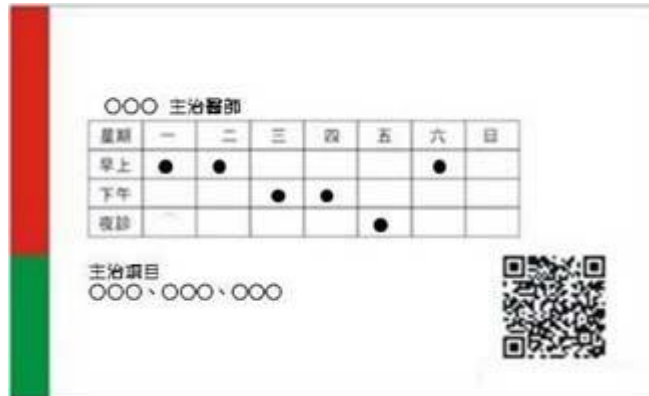 ○○○ 主治醫師
星期 一 二 三 四 五 六 日
早上 ● ● ●
下午 ● ●
夜診 ●
主治項目
○○○、○○○、○○○